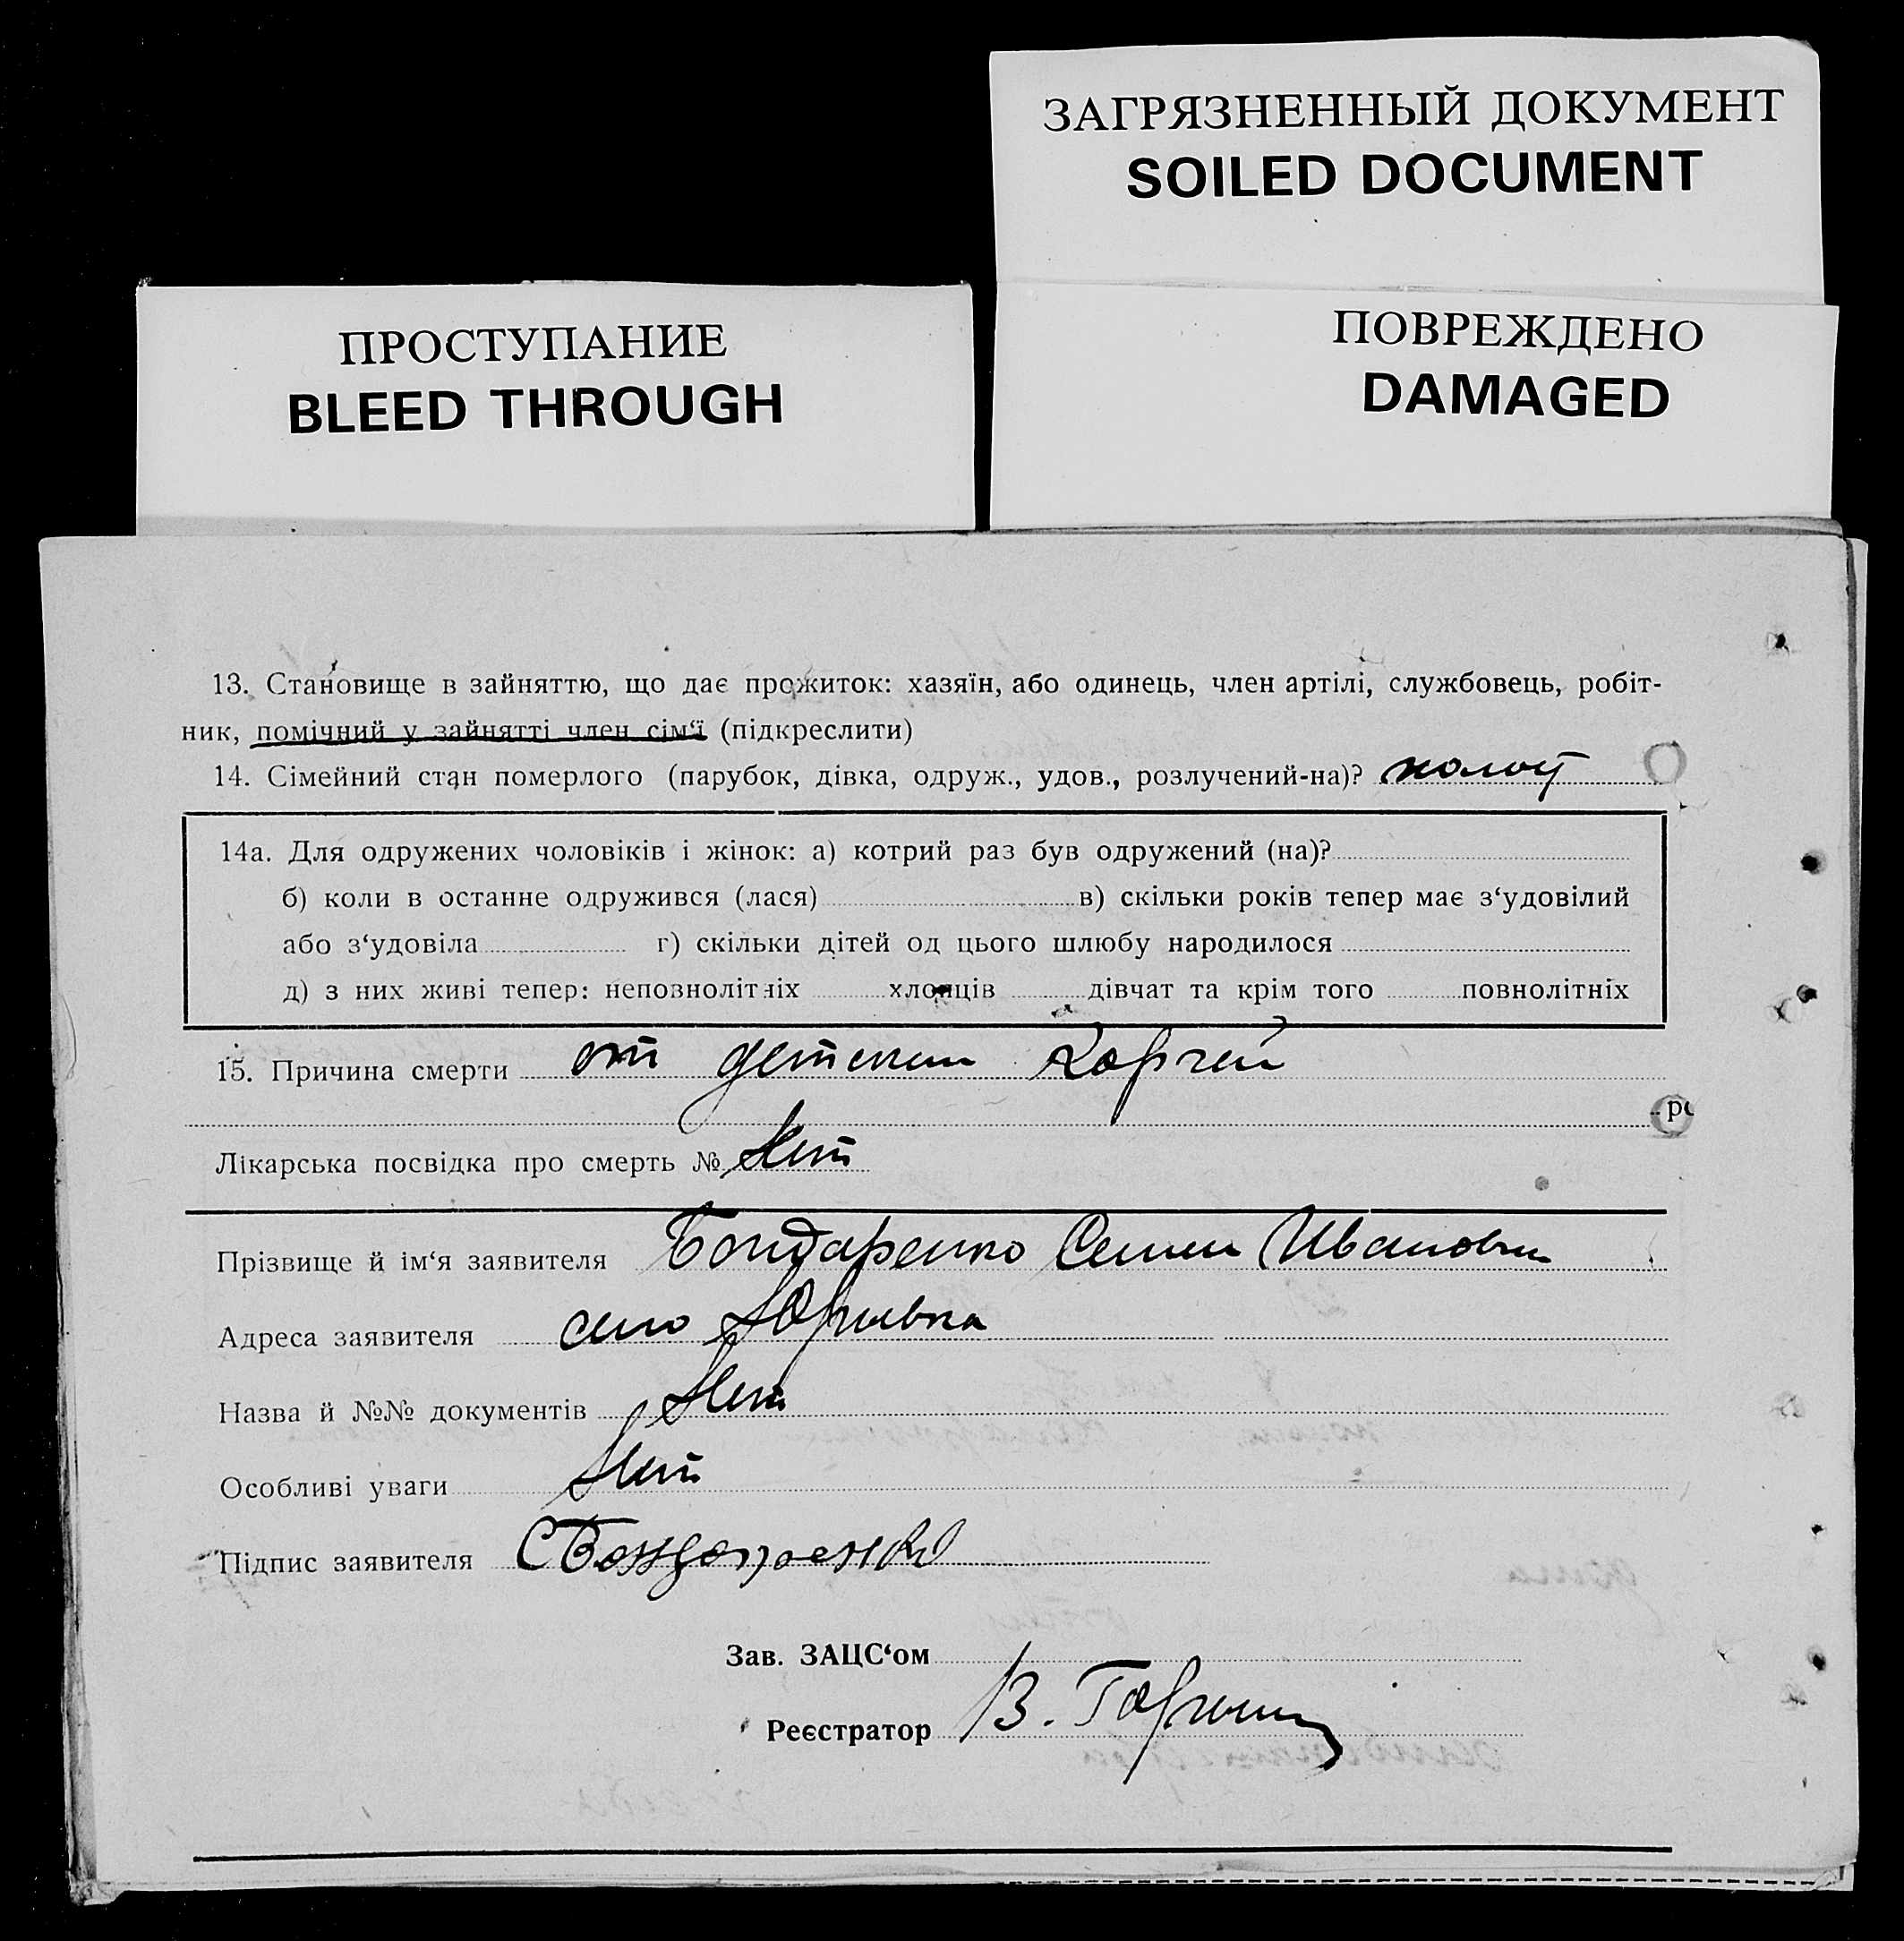 ЗАГРЯЗНЕННЫЙ ДОКУМЕНТ
SOILED DOCUMENT
ПРОСТУПАНИЕ
BLEED THROUGH
ПОВРЕЖДЕНО
DAMAGED
13. Становище в зайняттю, що дає прожиток: хазяїн, або одинець, член артілі, службовець, робіт-
ник, помічний у зайнятті член сім‘ї (підкреслити)
14. Сімейний стан померлого (парубок, дівка, одруж., удов., розлучений-на)? холост
14а. Для одружених чоловіків і жінок: а) котрий раз був одружений (на)?
б) коли в останне одружився (лася) в) скільки років тепер має з‘удовілий
або з‘удовіла г) скільки дітей од цього шлюбу народилося
д) з них живі тепер: непознолітніх хлопців дівчат та крім того повнолітніх
15. Причина смерти от детской
Лікарська посвідка про смерть № Нет
Прізвище й ім‘я заявителя Бондаренко Семен Иванович
Адреса заявителя село Юрьевка
Назва й №№ документів Нет
Особливі уваги Нет
Підпис заявителя С Бондаренко
Зав. ЗАЦС‘ом
Реєстратор В.